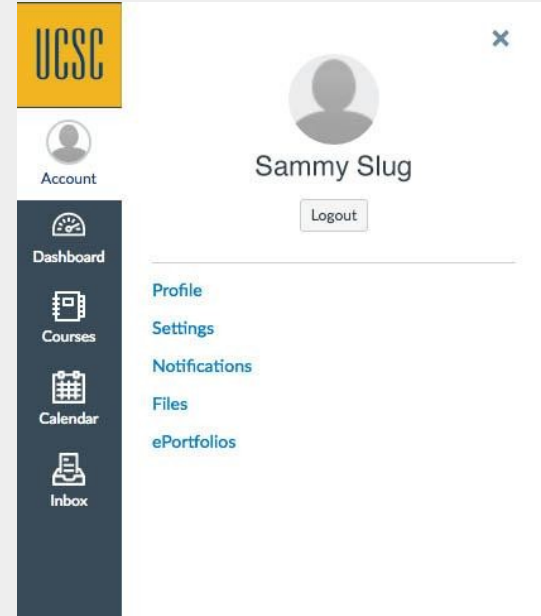 UCSC
Account
Dashboard
Courses
Calendar
Inbox
Sammy Slug
Logout
Profile
Settings
Notifications
Files
ePortfolios